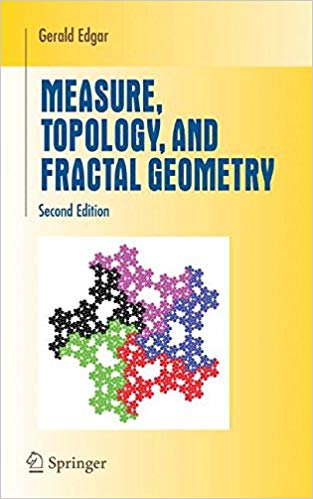 Gerald Edgar
MEASURE,
TOPOLOGY, AND
FRACTAL GEOMETRY
Second Edition
Springer